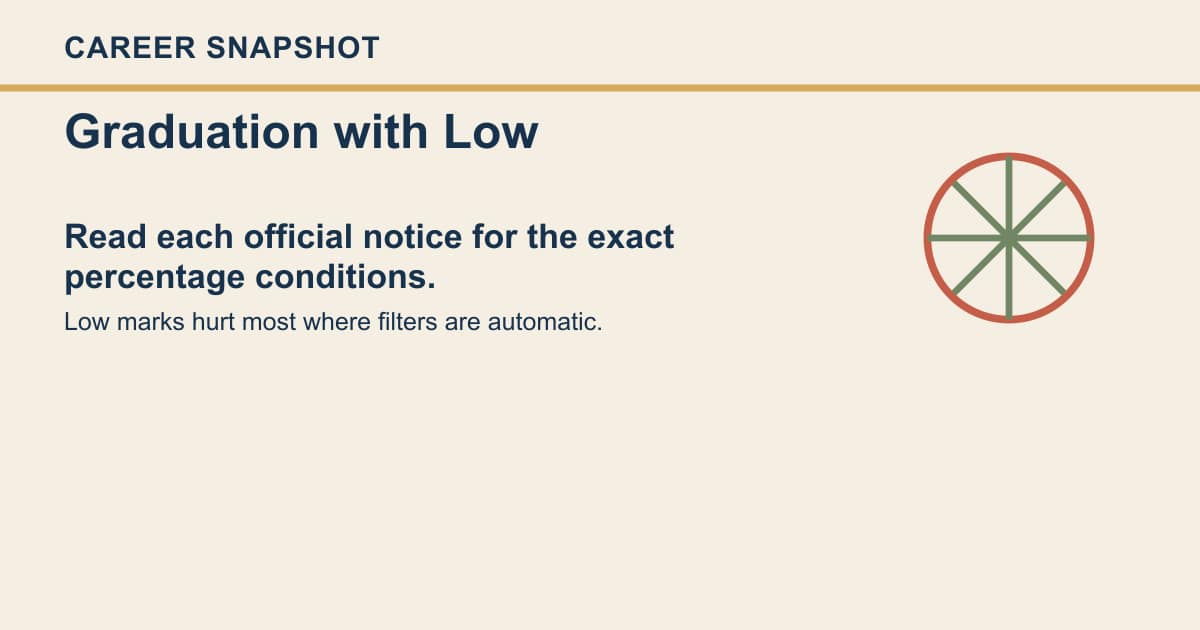 CAREER SNAPSHOT
Graduation with Low
Read each official notice for the exact
percentage conditions.
Low marks hurt most where filters are automatic.